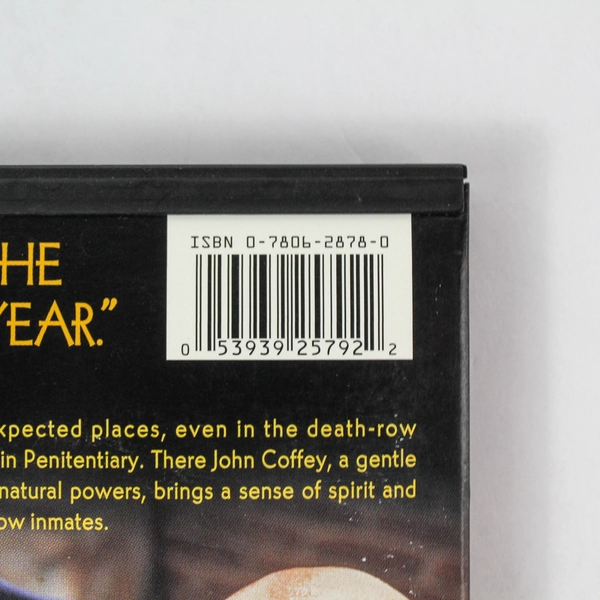 HE
YEAR.”
ISBN 0-7806-2878-0
0 53939 25792 2
xpected places, even in the death-row
in Penitentiary. There John Coffey, a gentle
natural powers, brings a sense of spirit and
ow inmates.